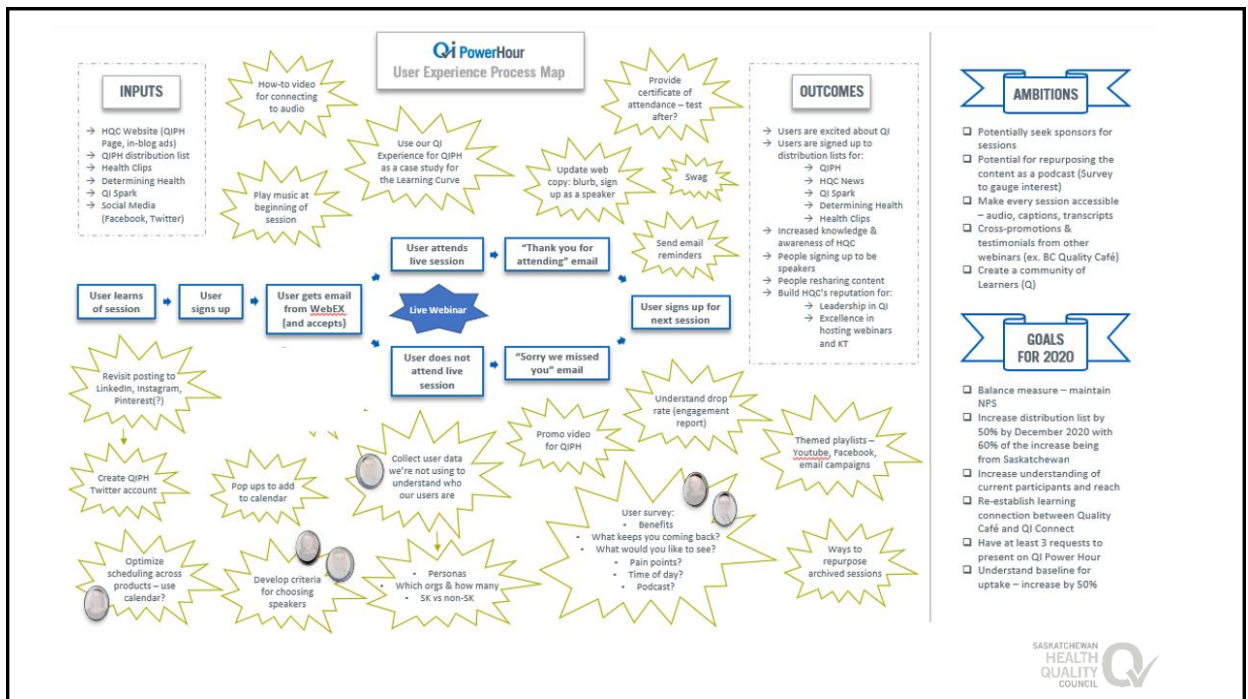 Qi PowerHour
User Experience Process Map
INPUTS
→ HQC Website (QIPH
Page, in-blog ads)
→ QIPH distribution list
→ Health Clips
→ Determining Health
→ QI Spark
→ Social Media
(Facebook, Twitter)
How-to video
for connecting
to audio
Play music at
beginning of
session
Use our QI
Experience for QIPH
as a case study for
the Learning Curve
Provide
certificate of
attendance – test
after?
Update web
copy: blurb, sign
up as a speaker
Swag
Send email
reminders
OUTCOMES
→ Users are excited about QI
→ Users are signed up to
distribution lists for:
→ QIPH
→ HQC News
→ QI Spark
→ Determining Health
→ Health Clips
→ Increased knowledge &
awareness of HQC
→ People signing up to be
speakers
→ People resharing content
→ Build HQC's reputation for:
→ Leadership in QI
→ Excellence in
hosting webinars
and KT
User learns
of session
User
signs up
User gets email
from WebEX
(and accepts)
User attends
live session
"Thank you for
attending" email
Live Webinar
User does not
attend live
session
"Sorry we missed
you" email
User signs up for
next session
Revisit posting to
LinkedIn, Instagram,
Pinterest(?)
Create QIPH
Twitter account
Optimize
scheduling across
products – use
calendar?
Pop ups to add
to calendar
Develop criteria
for choosing
speakers
Collect user data
we're not using to
understand who
our users are
• Personas
• Which orgs & how many
• SK vs non-SK
Promo video
for QIPH
Understand drop
rate (engagement
report)
User survey:
• Benefits
• What keeps you coming back?
• What would you like to see?
• Pain points?
• Time of day?
• Podcast?
Themed playlists –
Youtube, Facebook,
email campaigns
Ways to
repurpose
archived sessions
AMBITIONS
❑ Potentially seek sponsors for
sessions
❑ Potential for repurposing the
content as a podcast (Survey
to gauge interest)
❑ Make every session accessible
– audio, captions, transcripts
❑ Cross-promotions &
testimonials from other
webinars (ex. BC Quality Café)
❑ Create a community of
Learners (Q)
GOALS
FOR 2020
❑ Balance measure – maintain
NPS
❑ Increase distribution list by
50% by December 2020 with
60% of the increase being
from Saskatchewan
❑ Increase understanding of
current participants and reach
❑ Re-establish learning
connection between Quality
Café and QI Connect
❑ Have at least 3 requests to
present on QI Power Hour
❑ Understand baseline for
uptake – increase by 50%
SASKATCHEWAN
HEALTH
QUALITY
COUNCIL